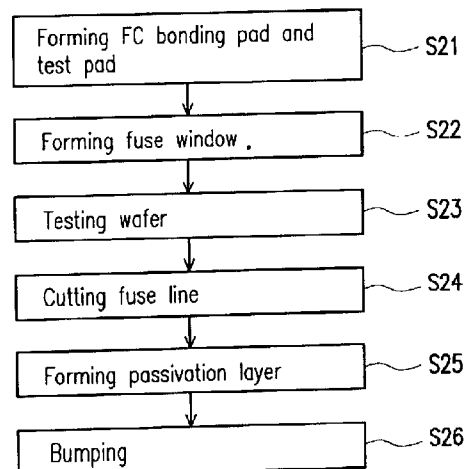 Forming FC bonding pad and
test pad
S21
Forming fuse window .
S22
Testing wafer
S23
Cutting fuse line
S24
Forming passivation layer
S25
Bumping
S26